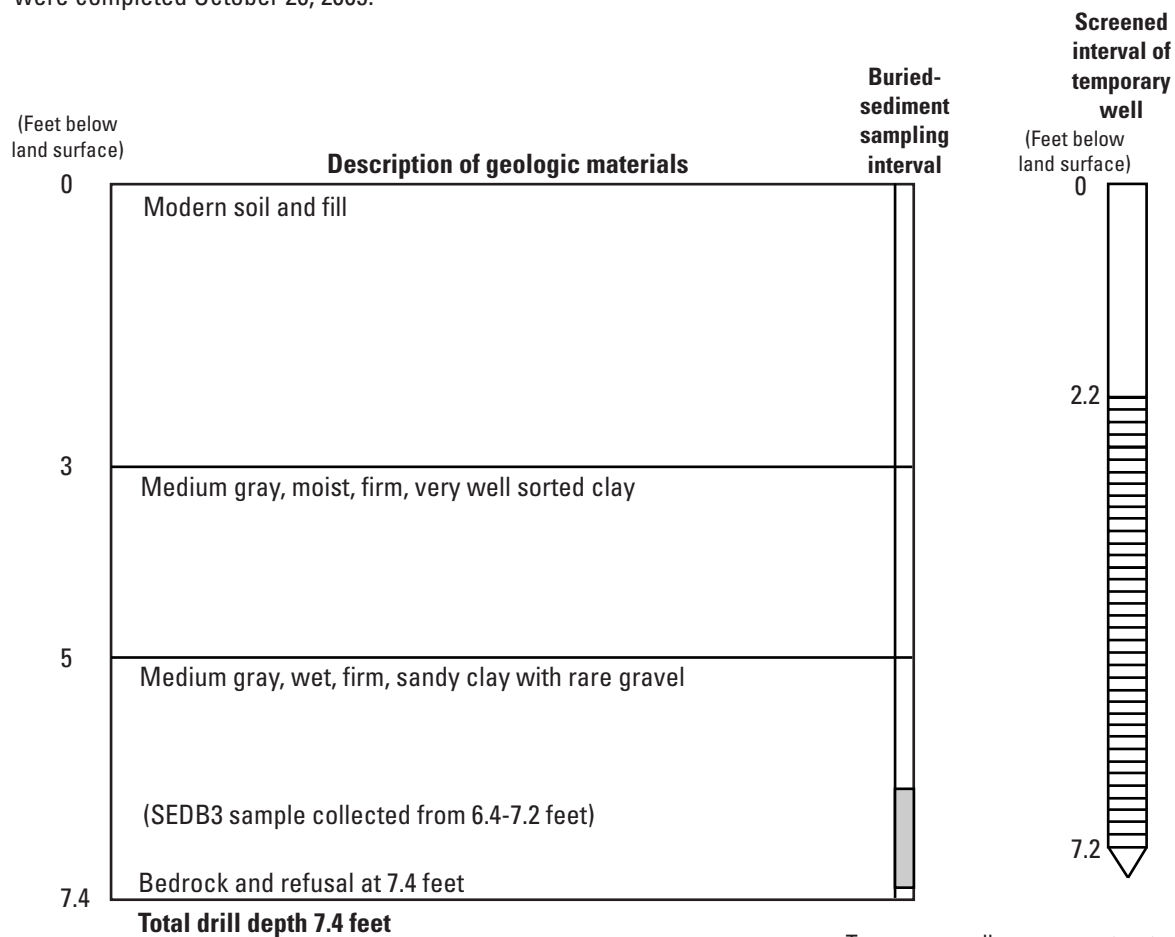 Screened
interval of
temporary
well
(Feet below
land surface)
Buried-
sediment
sampling
interval
(Feet below
land surface)
Description of geologic materials
0
Modern soil and fill
0
2.2
3
Medium gray, moist, firm, very well sorted clay
5
Medium gray, wet, firm, sandy clay with rare gravel
(SEDB3 sample collected from 6.4-7.2 feet)
7.2
Bedrock and refusal at 7.4 feet
7.4
Total drill depth 7.4 feet